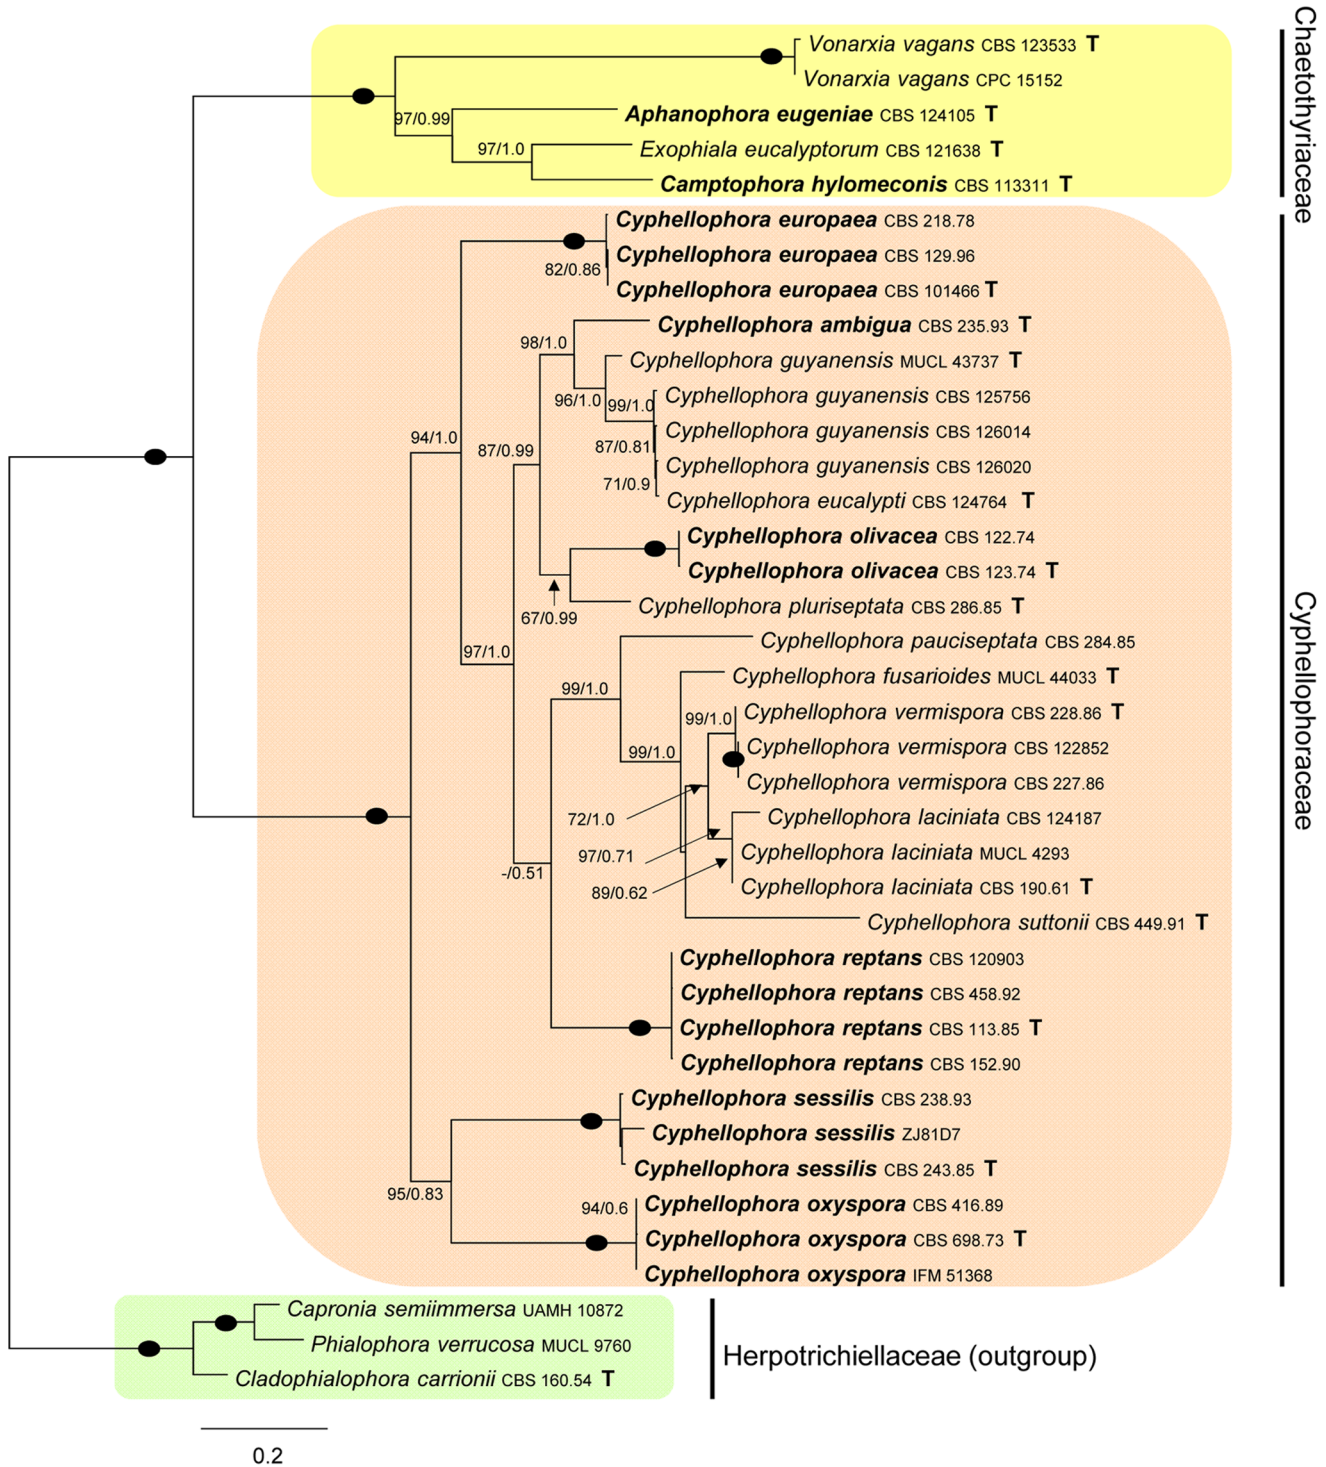 Chaetothyriaceae
Vonarxia vagans CBS 123533 T
Vonarxia vagans CPC 15152
97/0.99
Aphanophora eugeniae CBS 124105 T
97/1.0
Exophiala eucalyptorum CBS 121638 T
Camptophora hylomeconis CBS 113311 T
Cyphellophoraceae
Cyphellophora europaea CBS 218.78
Cyphellophora europaea CBS 129.96
82/0.86
Cyphellophora europaea CBS 101466 T
Cyphellophora ambigua CBS 235.93 T
98/1.0
Cyphellophora guyanensis MUCL 43737 T
96/1.0
99/1.0
Cyphellophora guyanensis CBS 125756
94/1.0
87/0.99
87/0.81
Cyphellophora guyanensis CBS 126014
Cyphellophora guyanensis CBS 126020
71/0.9
Cyphellophora eucalypti CBS 124764 T
Cyphellophora olivacea CBS 122.74
Cyphellophora olivacea CBS 123.74 T
67/0.99
Cyphellophora pluriseptata CBS 286.85 T
97/1.0
Cyphellophora pauciseptata CBS 284.85
99/1.0
Cyphellophora fusarioides MUCL 44033 T
99/1.0
Cyphellophora vermispora CBS 228.86 T
99/1.0
Cyphellophora vermispora CBS 122852
Cyphellophora vermispora CBS 227.86
72/1.0
Cyphellophora laciniata CBS 124187
97/0.71
Cyphellophora laciniata MUCL 4293
-/0.51
89/0.62
Cyphellophora laciniata CBS 190.61 T
Cyphellophora suttonii CBS 449.91 T
Cyphellophora reptans CBS 120903
Cyphellophora reptans CBS 458.92
Cyphellophora reptans CBS 113.85 T
Cyphellophora reptans CBS 152.90
Cyphellophora sessilis CBS 238.93
Cyphellophora sessilis ZJ81D7
Cyphellophora sessilis CBS 243.85 T
95/0.83
94/0.6
Cyphellophora oxyspora CBS 416.89
Cyphellophora oxyspora CBS 698.73 T
Cyphellophora oxyspora IFM 51368
Capronia semiimmersa UAMH 10872
Phialophora verrucosa MUCL 9760
Cladophialophora carrionii CBS 160.54 T
Herpotrichiellaceae (outgroup)
0.2